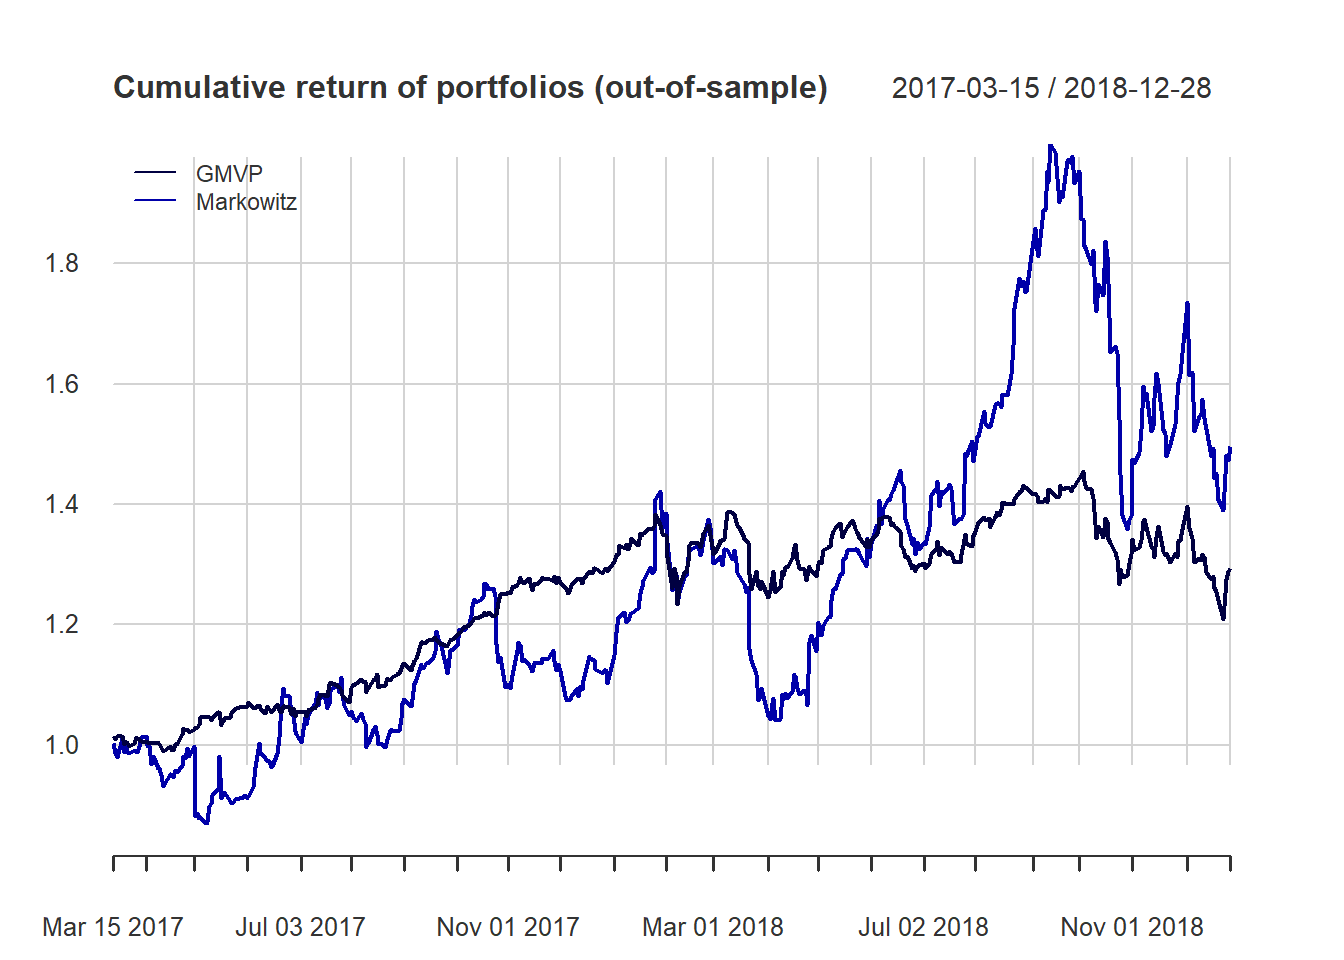 Cumulative return of portfolios (out-of-sample) 2017-03-15 / 2018-12-28
GMVP
Markowitz
1.8
1.6
1.4
1.2
1.0
Mar 15 2017 Jul 03 2017 Nov 01 2017 Mar 01 2018 Jul 02 2018 Nov 01 2018